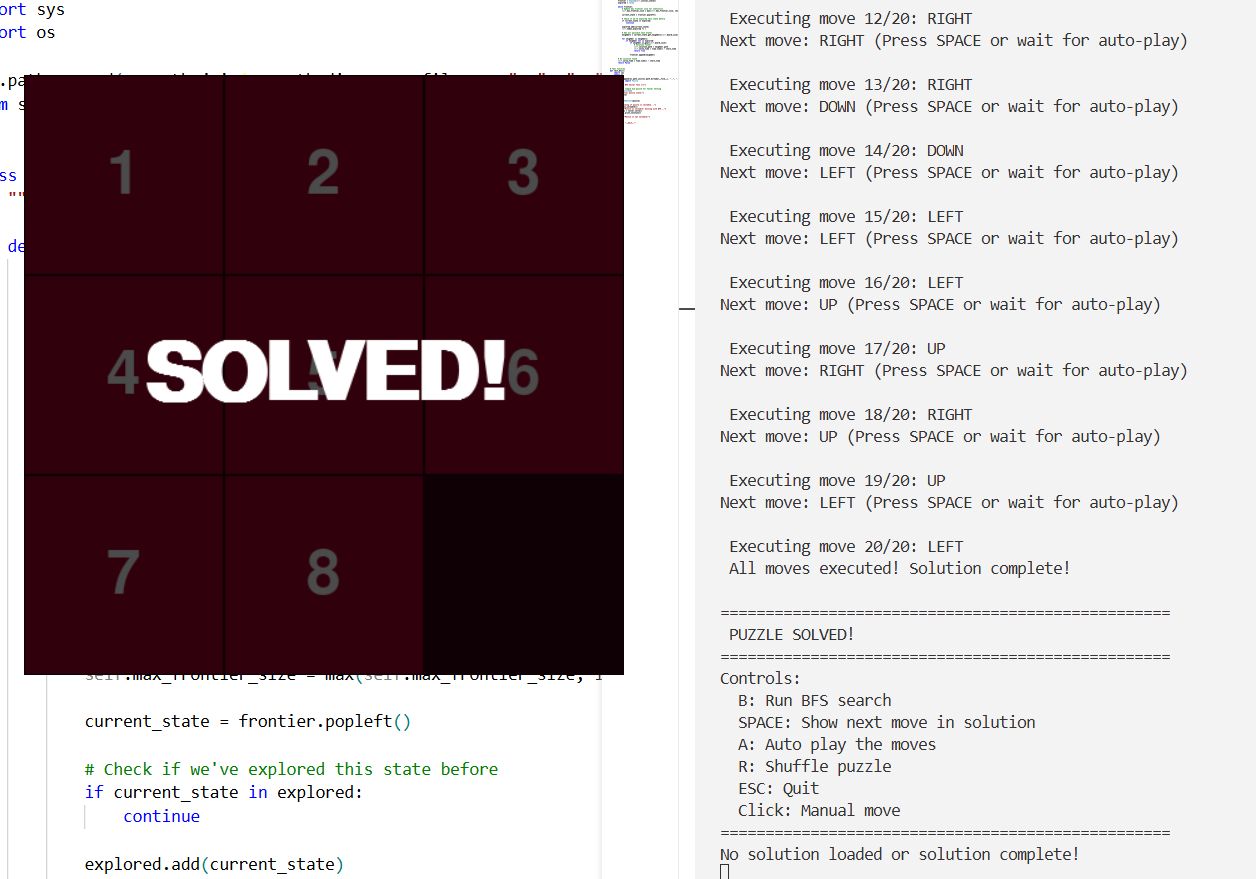 ort sys
ort os
1 2 3
4 5 6
SOLVED!
7 8
self.max_frontier_size = max(self.max_frontier_size,
current_state = frontier.popleft()
# Check if we've explored this state before
if current_state in explored:
continue
explored.add(current_state)
Executing move 12/20: RIGHT
Next move: RIGHT (Press SPACE or wait for auto-play)
Executing move 13/20: RIGHT
Next move: DOWN (Press SPACE or wait for auto-play)
Executing move 14/20: DOWN
Next move: LEFT (Press SPACE or wait for auto-play)
Executing move 15/20: LEFT
Next move: LEFT (Press SPACE or wait for auto-play)
Executing move 16/20: LEFT
Next move: UP (Press SPACE or wait for auto-play)
Executing move 17/20: UP
Next move: RIGHT (Press SPACE or wait for auto-play)
Executing move 18/20: RIGHT
Next move: UP (Press SPACE or wait for auto-play)
Executing move 19/20: UP
Next move: LEFT (Press SPACE or wait for auto-play)
Executing move 20/20: LEFT
All moves executed! Solution complete!
==================================================
PUZZLE SOLVED!
==================================================
Controls:
B: Run BFS search
SPACE: Show next move in solution
A: Auto play the moves
R: Shuffle puzzle
ESC: Quit
Click: Manual move
==================================================
No solution loaded or solution complete!